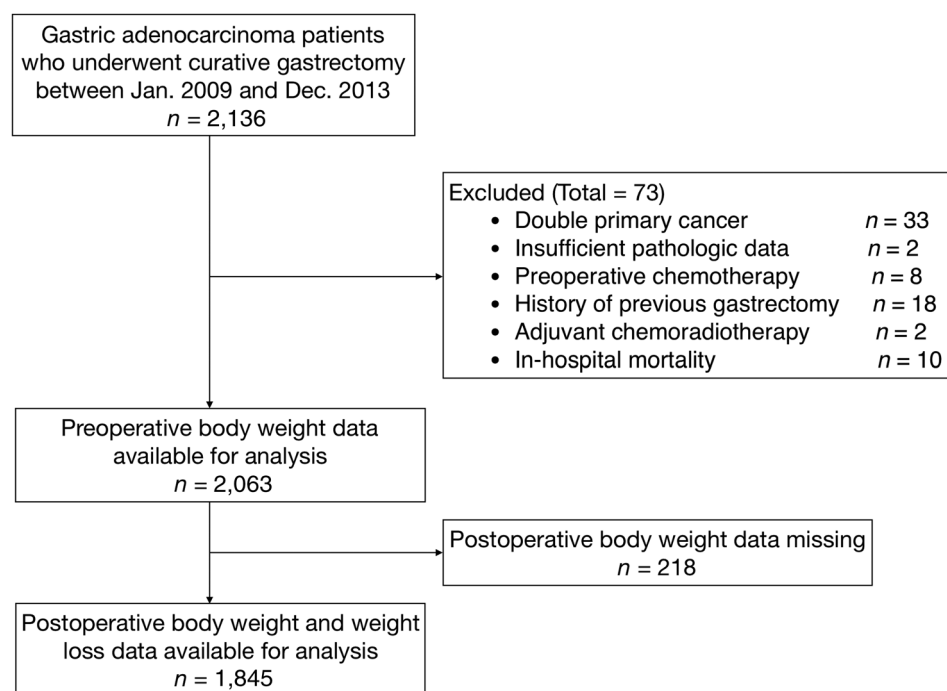 Gastric adenocarcinoma patients
who underwent curative gastrectomy
between Jan. 2009 and Dec. 2013
n = 2,136
Excluded (Total = 73)
• Double primary cancer n = 33
• Insufficient pathologic data n = 2
• Preoperative chemotherapy n = 8
• History of previous gastrectomy n = 18
• Adjuvant chemoradiotherapy n = 2
• In-hospital mortality n = 10
Preoperative body weight data
available for analysis
n = 2,063
Postoperative body weight data missing
n = 218
Postoperative body weight and weight
loss data available for analysis
n = 1,845